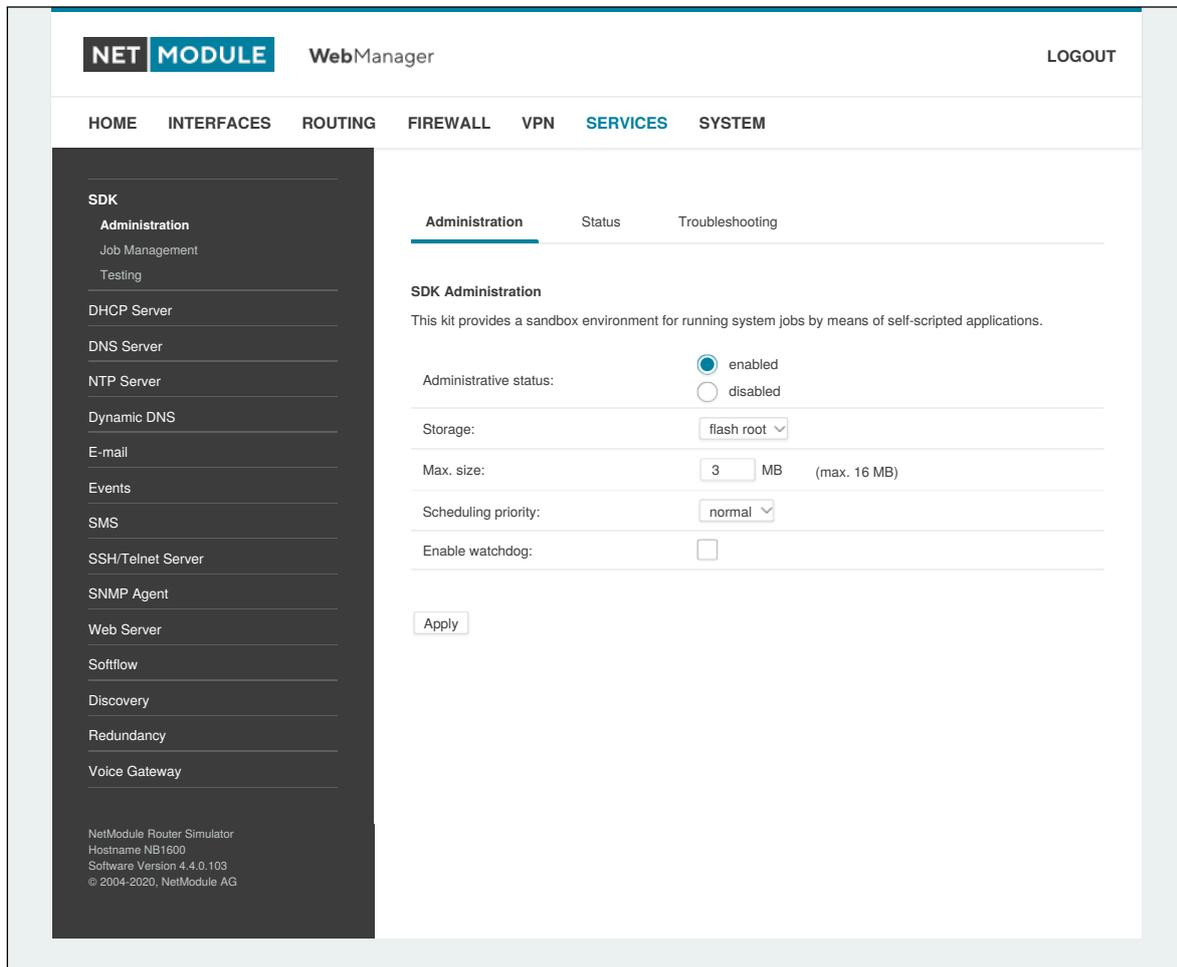 NET MODULE WebManager LOGOUT
HOME INTERFACES ROUTING FIREWALL VPN SERVICES SYSTEM
SDK
Administration
Job Management
Testing
DHCP Server
DNS Server
NTP Server
Dynamic DNS
E-mail
Events
SMS
SSH/Telnet Server
SNMP Agent
Web Server
Softflow
Discovery
Redundancy
Voice Gateway
NetModule Router Simulator
Hostname NB1600
Software Version 4.4.0.103
© 2004-2020, NetModule AG
Administration Status Troubleshooting
SDK Administration
This kit provides a sandbox environment for running system jobs by means of self-scripted applications.
Administrative status:
enabled
disabled
Storage: flash root
Max. size: 3 MB (max. 16 MB)
Scheduling priority: normal
Enable watchdog:
Apply